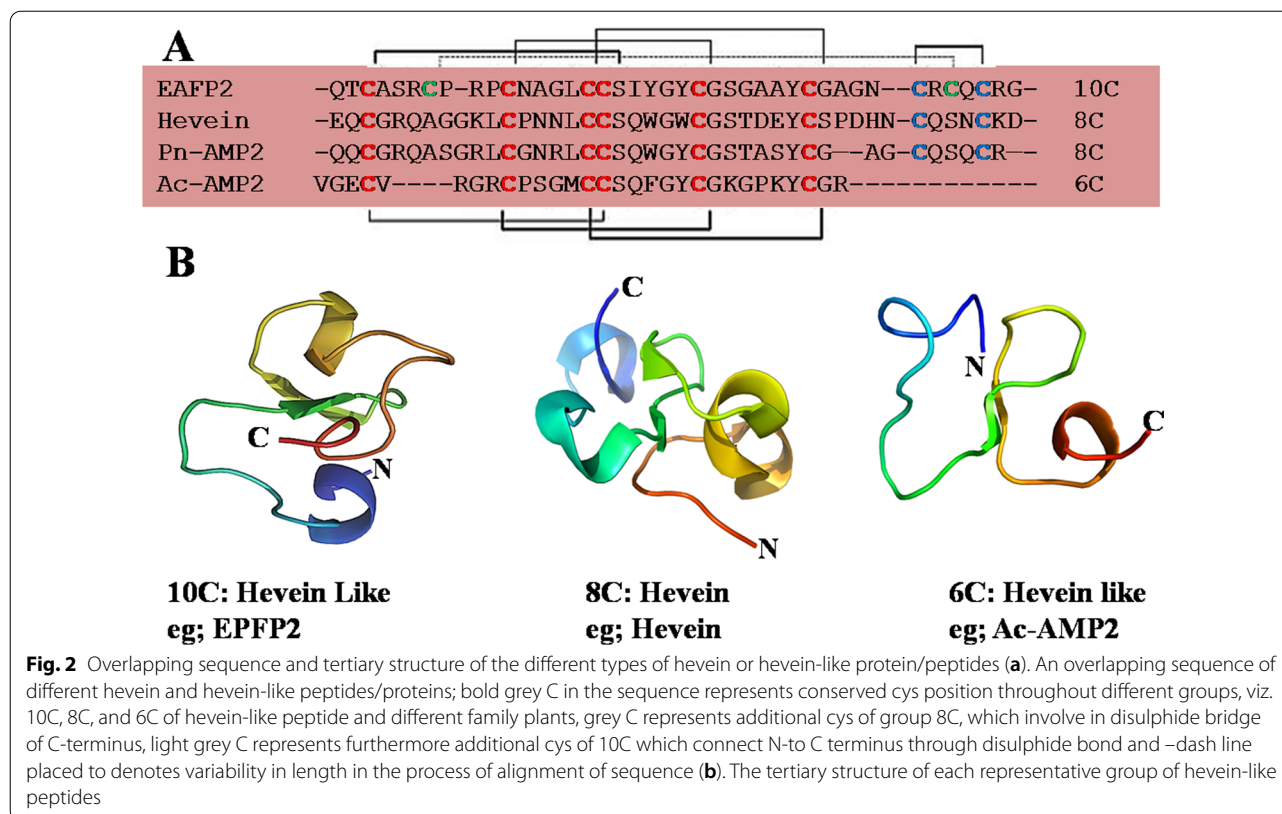 A
EAFP2 -QTCASRCP-RPCNAGLCCSIYGYCGSGAAYCGAGN--CRCQCRG- 10C
Hevein -EQCGRQAGGKLCPNNLCCSQWGWCGSTDEYCSPDHN-CQSNCKD- 8C
Pn-AMP2 -QQCGRQASGRLCGNRLCCSQWGYCGSTASYCG--AG-CQSQCR-- 8C
Ac-AMP2 VGECV----RGRCPSGMCCSQFGYCGKGPKYCGR------------ 6C
B
C N
C N
N C
10C: Hevein Like
eg; EPFP2
8C: Hevein
eg; Hevein
6C: Hevein like
eg; Ac-AMP2
Fig. 2 Overlapping sequence and tertiary structure of the different types of hevein or hevein-like protein/peptides (a). An overlapping sequence of
different hevein and hevein-like peptides/proteins; bold grey C in the sequence represents conserved cys position throughout different groups, viz.
10C, 8C, and 6C of hevein-like peptide and different family plants, grey C represents additional cys of group 8C, which involve in disulphide bridge
of C-terminus, light grey C represents furthermore additional cys of 10C which connect N-to C terminus through disulphide bond and –dash line
placed to denotes variability in length in the process of alignment of sequence (b). The tertiary structure of each representative group of hevein-like
peptides